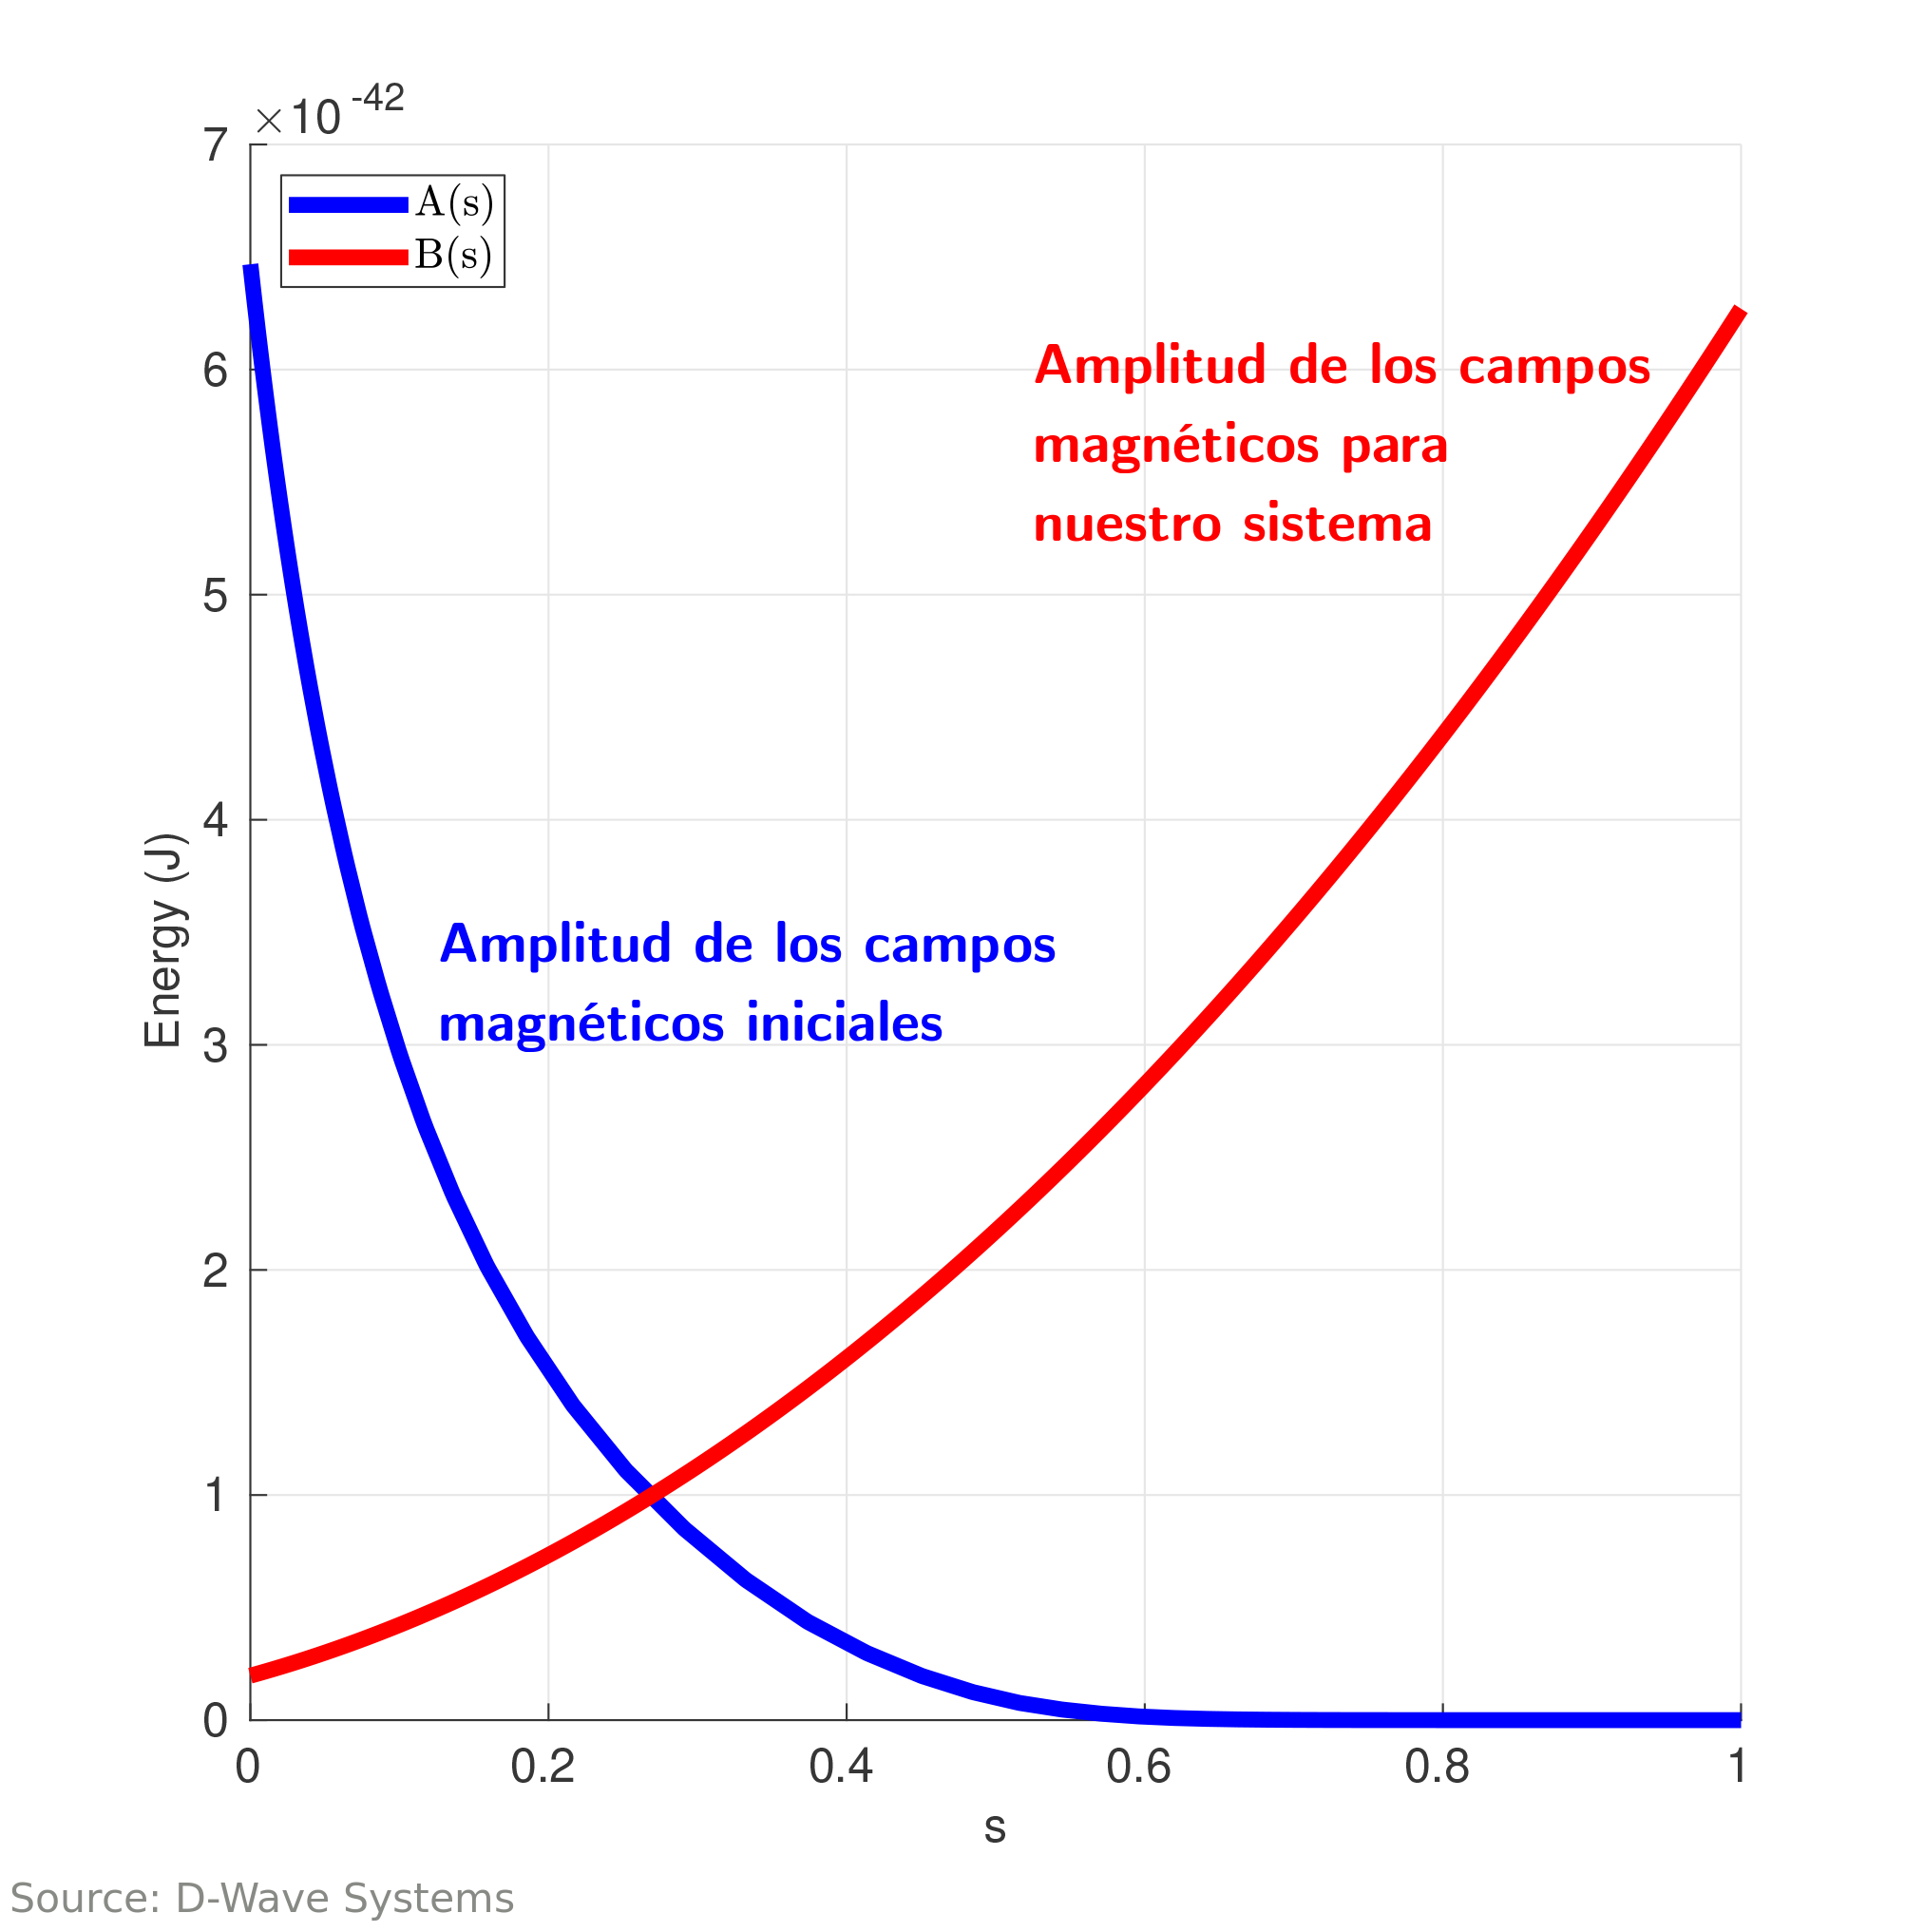 ×10 -42
7
6
5
4
3
2
1
0
Energy (J)
A(s)
B(s)
Amplitud de los campos
magnéticos para
nuestro sistema
Amplitud de los campos
magnéticos iniciales
0 0.2 0.4 0.6 0.8 1
s
Source: D-Wave Systems